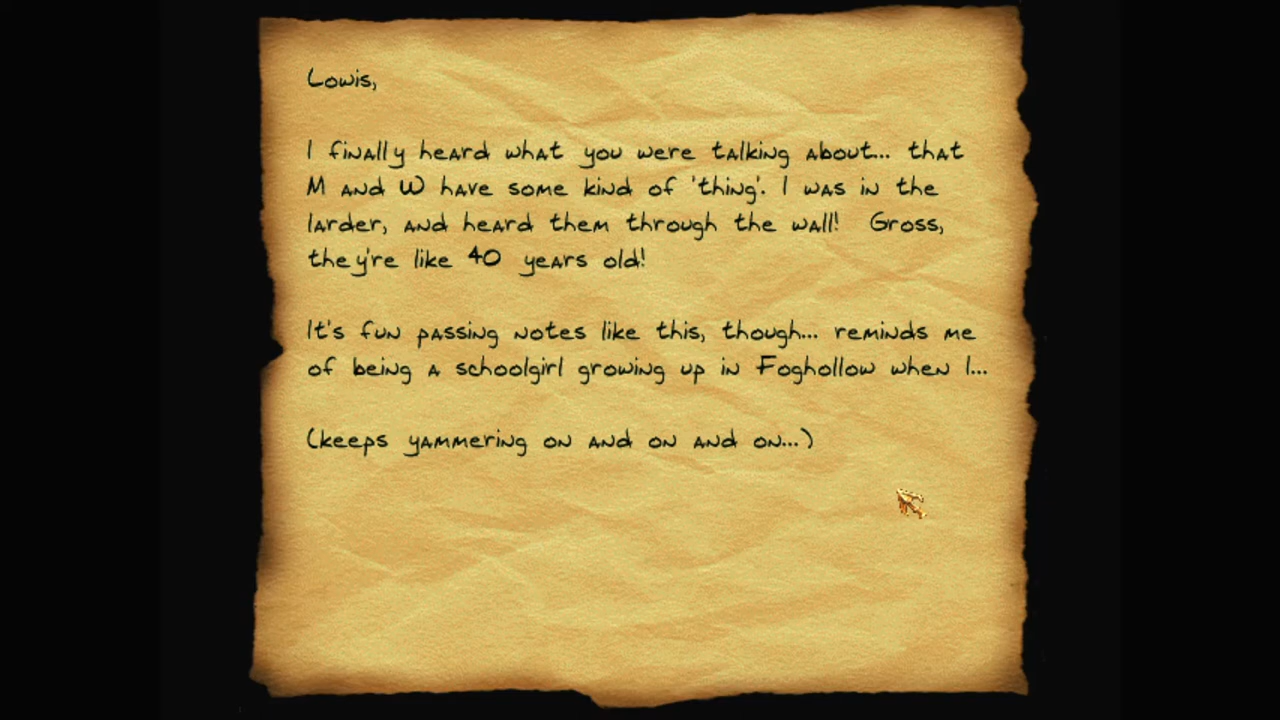 Lowis,
I finally heard what you were talking about... that
M and W have some kind of 'thing'. I was in the
larder, and heard them through the wall!  Gross,
they're like 40 years old!
It's fun passing notes like this, though... reminds me
of being a schoolgirl growing up in Foghollow when I...
(keeps yammering on and on and on...)